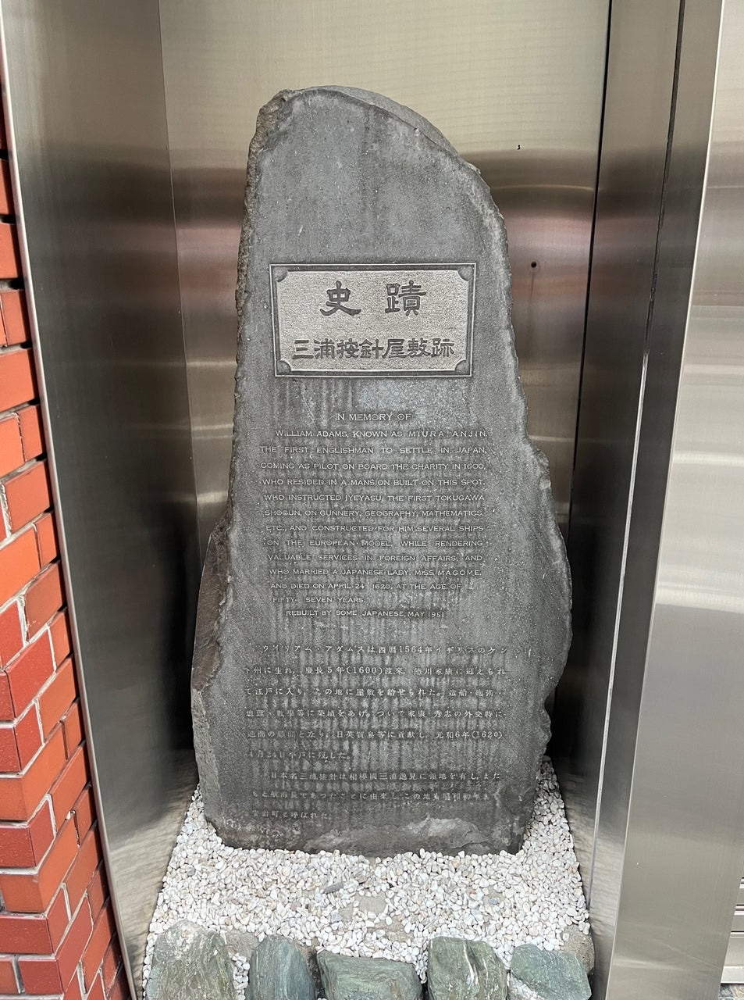 史蹟
三浦按針屋敷跡
IN MEMORY OF
WILLIAM ADAMS, KNOWN AS MIURA ANJIN,
THE FIRST ENGLISHMAN TO SETTLE IN JAPAN,
COMING AS PILOT ON BOARD THE CHARITY IN 1600,
WHO RESIDED IN A MANSION BUILT ON THIS SPOT,
WHO INSTRUCTED IYEYASU, THE FIRST TOKUGAWA
SHOGUN, ON GUNNERY, GEOGRAPHY, MATHEMATICS,
ETC., AND CONSTRUCTED FOR HIM SEVERAL SHIPS
ON THE EUROPEAN MODEL, WHILE RENDERING
VALUABLE SERVICES IN FOREIGN AFFAIRS, AND
WHO MARRIED A JAPANESE LADY, MISS MAGOME,
AND DIED ON APRIL 24, 1620, AT THE AGE OF
FIFTY SEVEN YEARS.
REBUILT BY SOME JAPANESE, MAY 1951
ウイリアム・アダムスは西暦1564年イギリスのケン
ト州に生れ、慶長5年(1600)渡来、徳川家康に迎えられ
て江戸に入り、この地に屋敷を給せられた。造船・砲術・
地理・数學等に業績をあげ、ついで家康・秀忠の外交特に
通商の顧問となり、日英貿易等に貢献し、元和6年(1620)
4月24日平戸に歿した。
日本名三浦按針は相模國三浦逸見に領地を有し、また
もと航海長であったことに由来し、この地も昭和初年まで
按針町と呼ばれた。